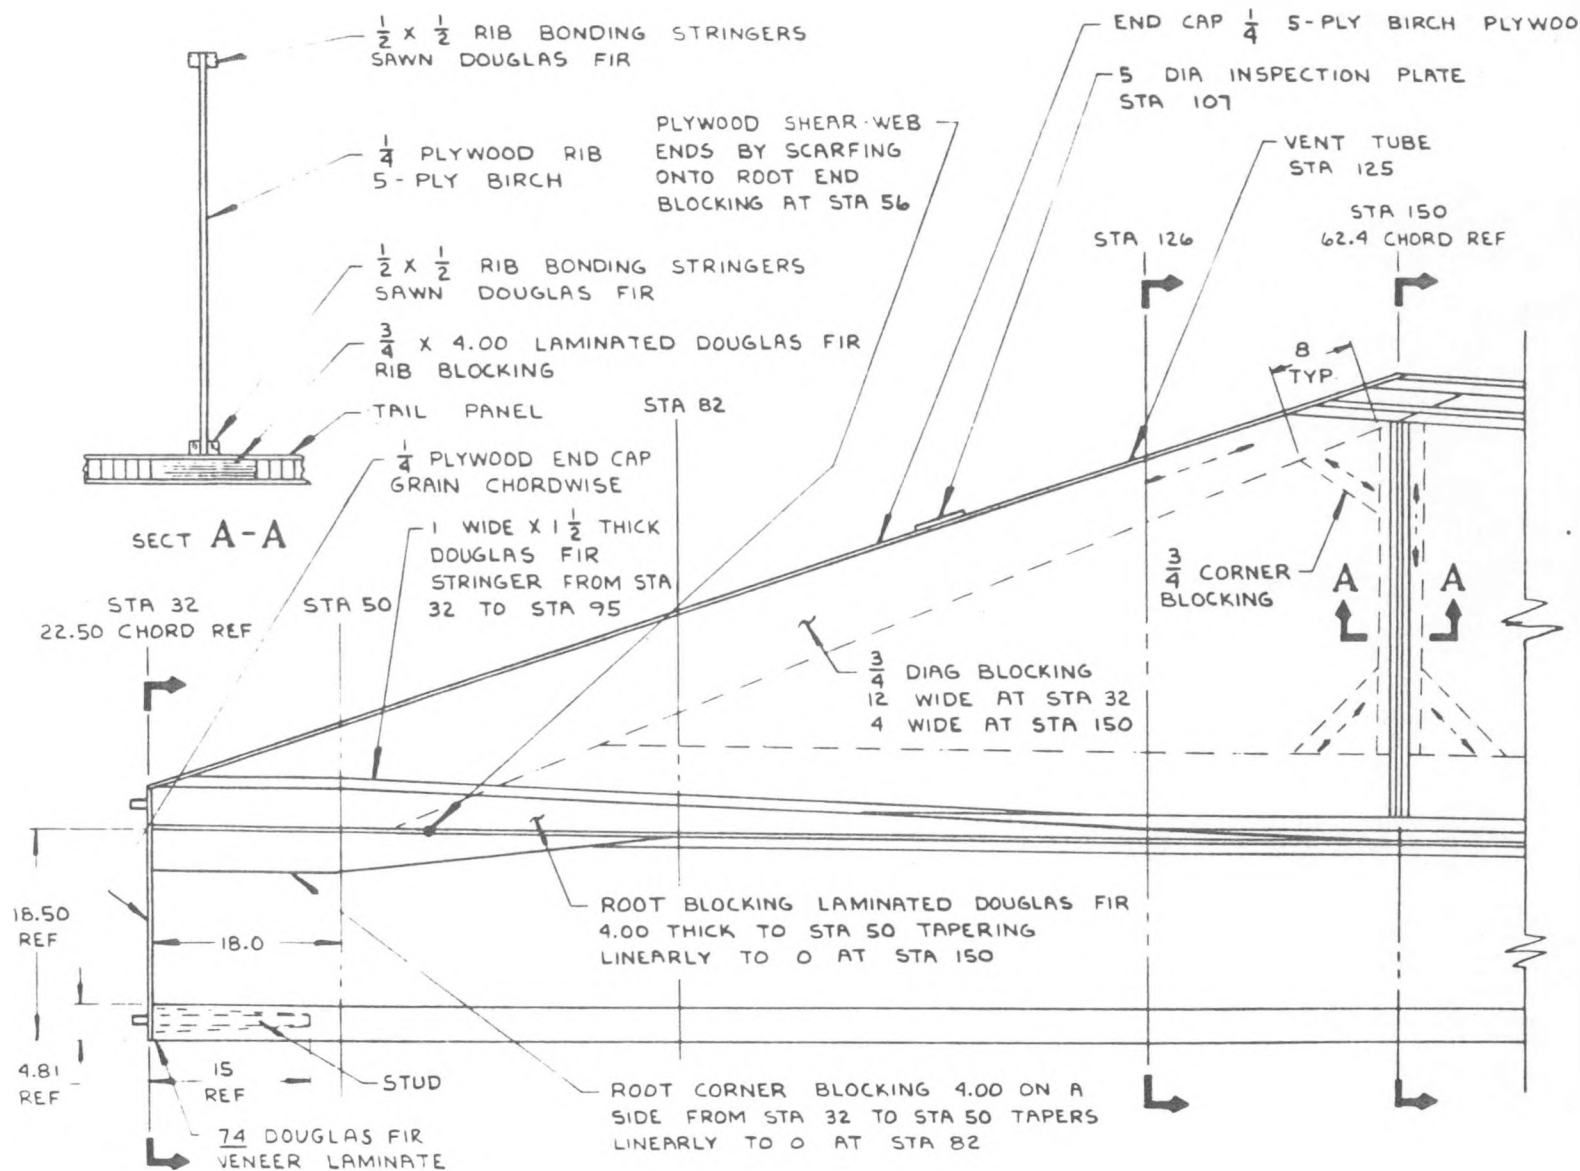 1/2 X 1/2 RIB BONDING STRINGERS
SAWN DOUGLAS FIR
1/4 PLYWOOD RIB
5-PLY BIRCH
1/2 X 1/2 RIB BONDING STRINGERS
SAWN DOUGLAS FIR
3/4 X 4.00 LAMINATED DOUGLAS FIR
RIB BLOCKING
TAIL PANEL
SECT A-A
PLYWOOD SHEAR-WEB
ENDS BY SCARFING
ONTO ROOT END
BLOCKING AT STA 56
END CAP 1/4 5-PLY BIRCH PLYWOO
5 DIA INSPECTION PLATE
STA 107
VENT TUBE
STA 125
STA 126
STA 150
62.4 CHORD REF
8
TYP.
STA 82
1/4 PLYWOOD END CAP
GRAIN CHORDWISE
1 WIDE X 1 1/2 THICK
DOUGLAS FIR
STRINGER FROM STA
32 TO STA 95
STA 32
22.50 CHORD REF
STA 50
3/4 CORNER
BLOCKING
A
A
3/4 DIAG BLOCKING
12 WIDE AT STA 32
4 WIDE AT STA 150
ROOT BLOCKING LAMINATED DOUGLAS FIR
4.00 THICK TO STA 50 TAPERING
LINEARLY TO 0 AT STA 150
18.50
REF
18.0
4.81
REF
15
REF
STUD
ROOT CORNER BLOCKING 4.00 ON A
SIDE FROM STA 32 TO STA 50 TAPERS
LINEARLY TO 0 AT STA 82
74 DOUGLAS FIR
VENEER LAMINATE